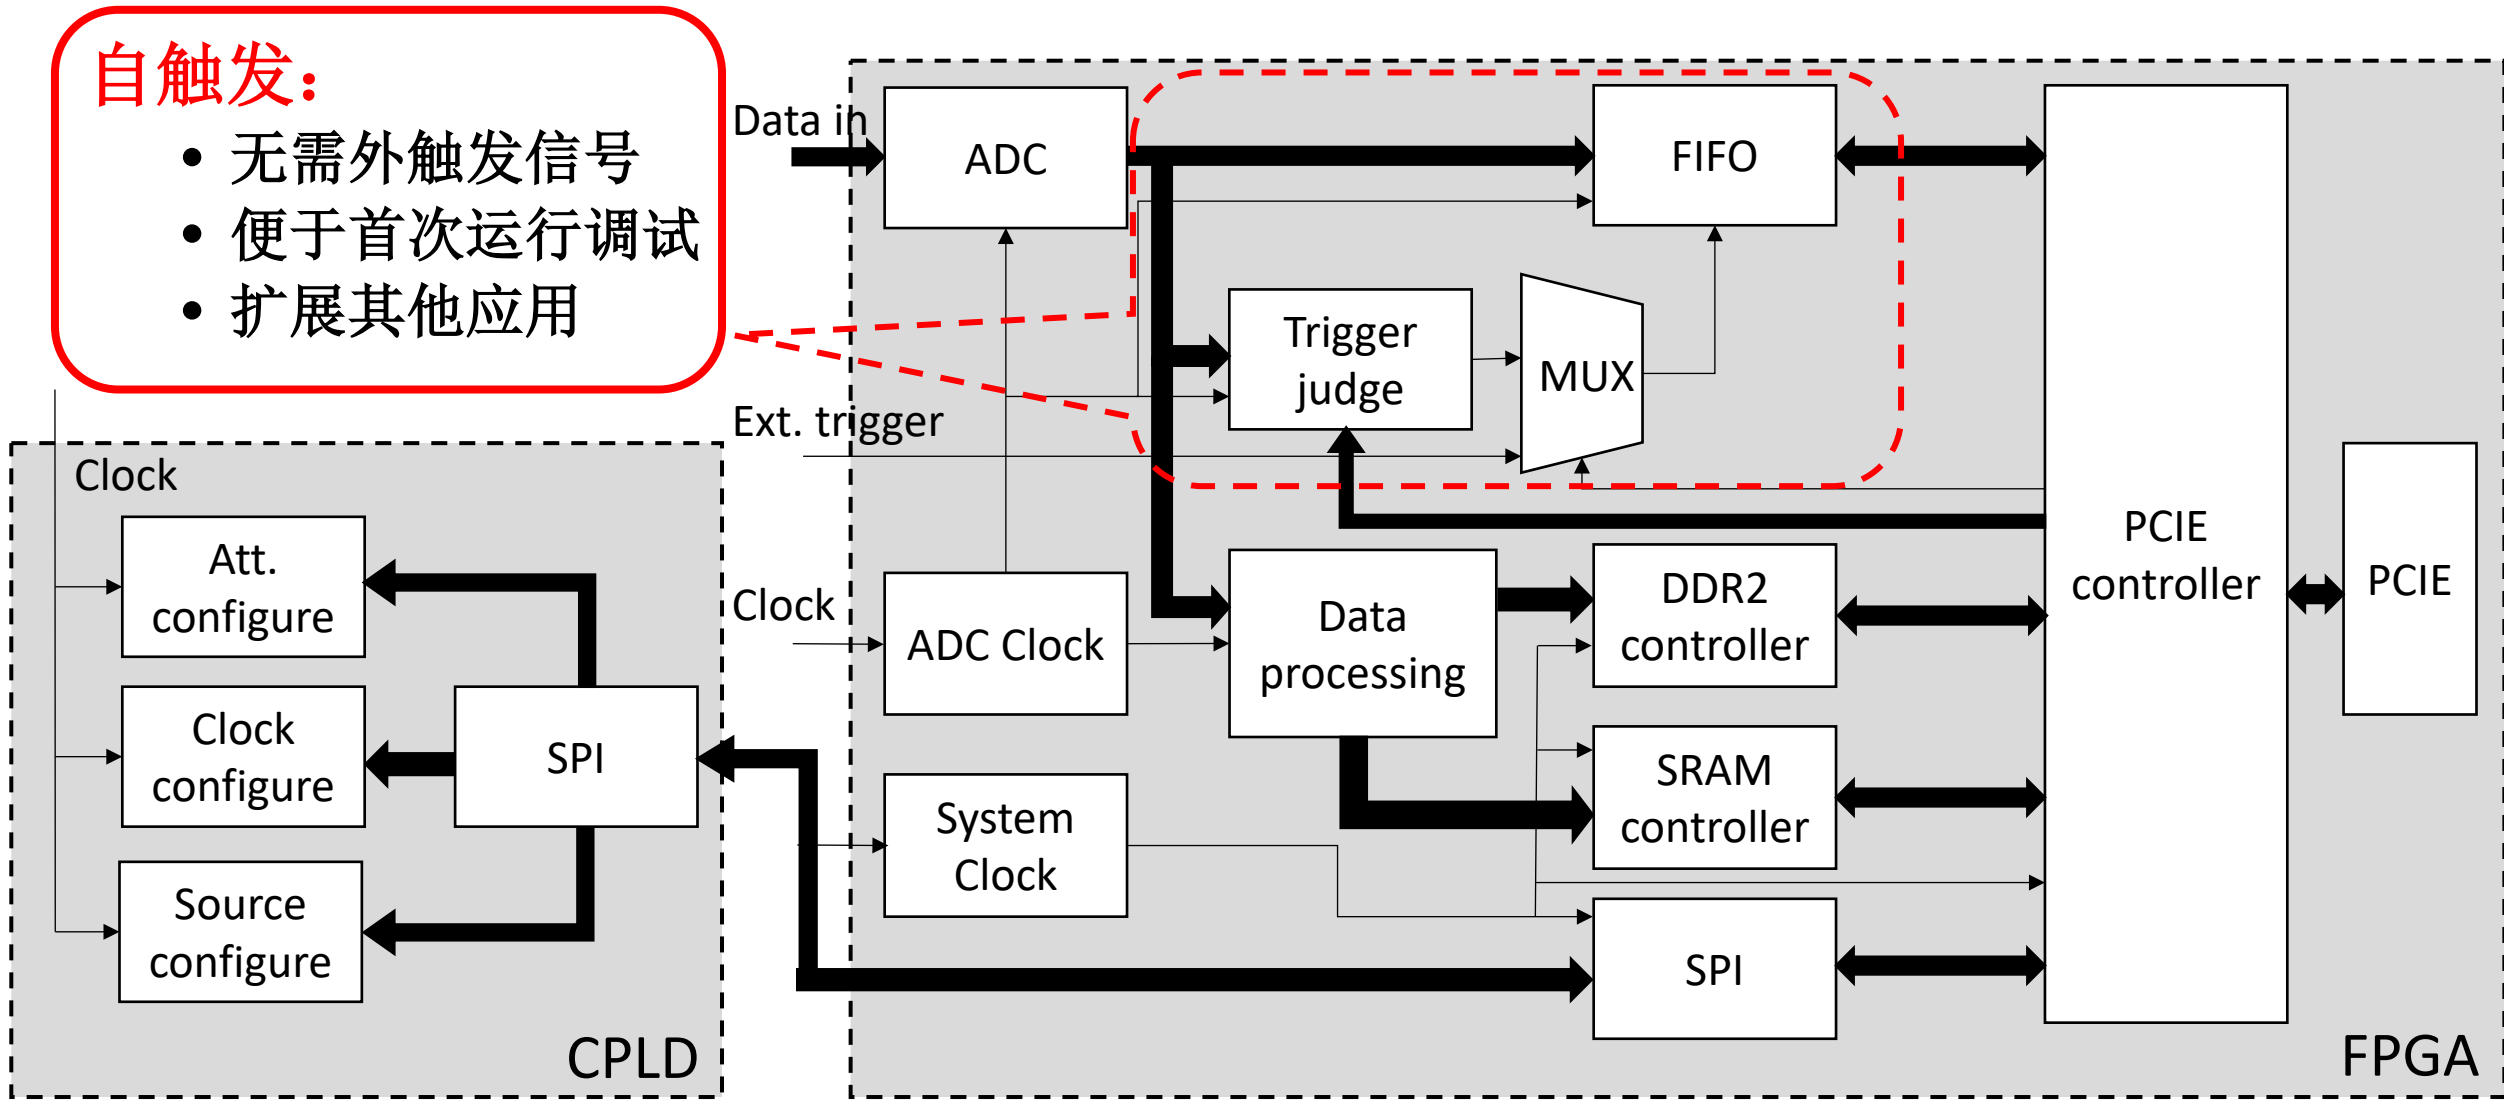 自触发:
• 无需外触发信号
• 便于首次运行调试
• 扩展其他应用
Data in
ADC
FIFO
Trigger
judge
MUX
Ext. trigger
Clock
Att.
configure
Clock
configure
Source
configure
SPI
CPLD
Clock
ADC Clock
System
Clock
Data
processing
DDR2
controller
SRAM
controller
SPI
PCIE
controller
PCIE
FPGA